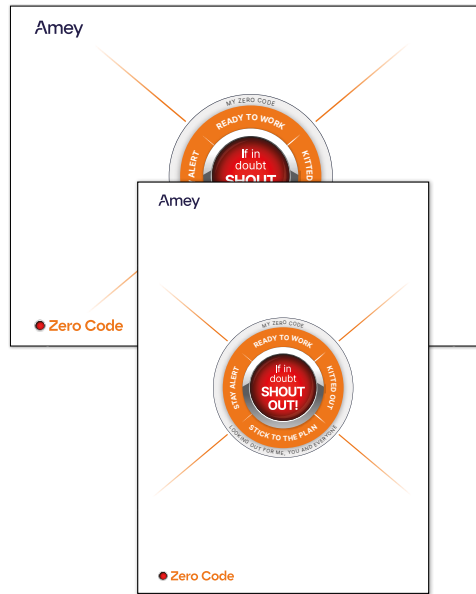 Amey
MY ZERO CODE
READY TO WORK
Y ALERT
KITTED
If in
doubt
SHOUT
Zero Code
Amey
MY ZERO CODE
READY TO WORK
STAY ALERT
KITTED OUT
If in
doubt
SHOUT
OUT!
STICK TO THE PLAN
LOOKING OUT FOR ME, YOU AND EVERYONE
Zero Code